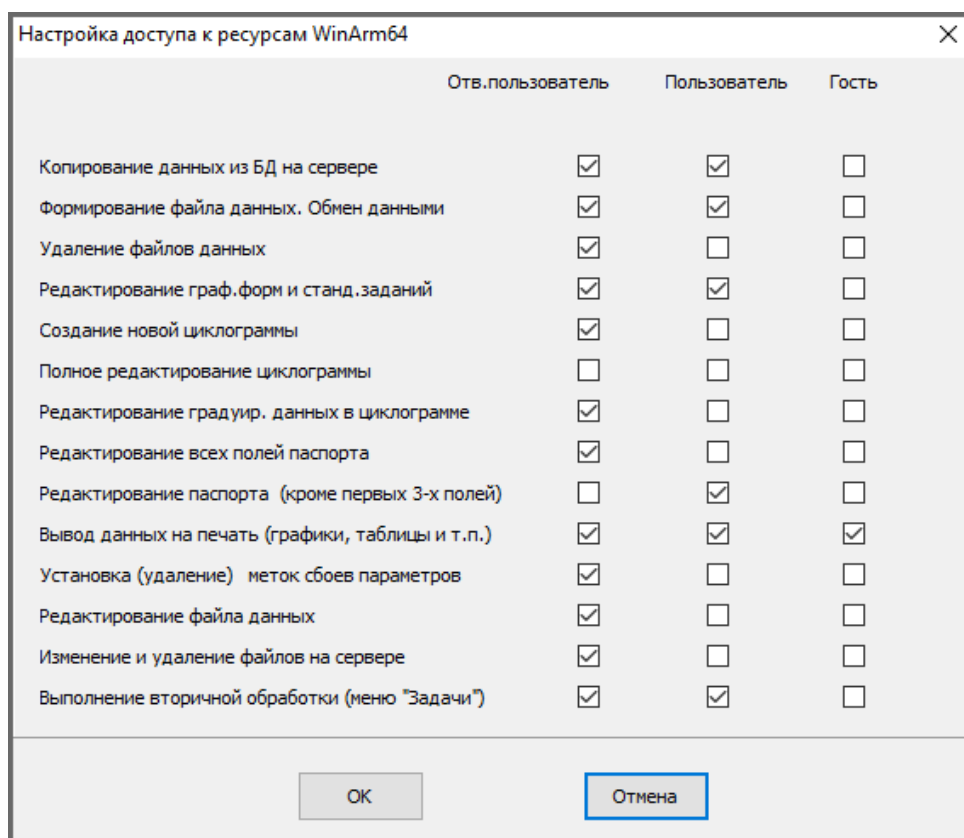 Настройка доступа к ресурсам WinArm64
Отв.пользователь Пользователь Гость
Копирование данных из БД на сервере
Формирование файла данных. Обмен данными
Удаление файлов данных
Редактирование граф.форм и станд.заданий
Создание новой циклограммы
Полное редактирование циклограммы
Редактирование градуир. данных в циклограмме
Редактирование всех полей паспорта
Редактирование паспорта (кроме первых 3-х полей)
Вывод данных на печать (графики, таблицы и т.п.)
Установка (удаление) меток сбоев параметров
Редактирование файла данных
Изменение и удаление файлов на сервере
Выполнение вторичной обработки (меню "Задачи")
ОК Отмена